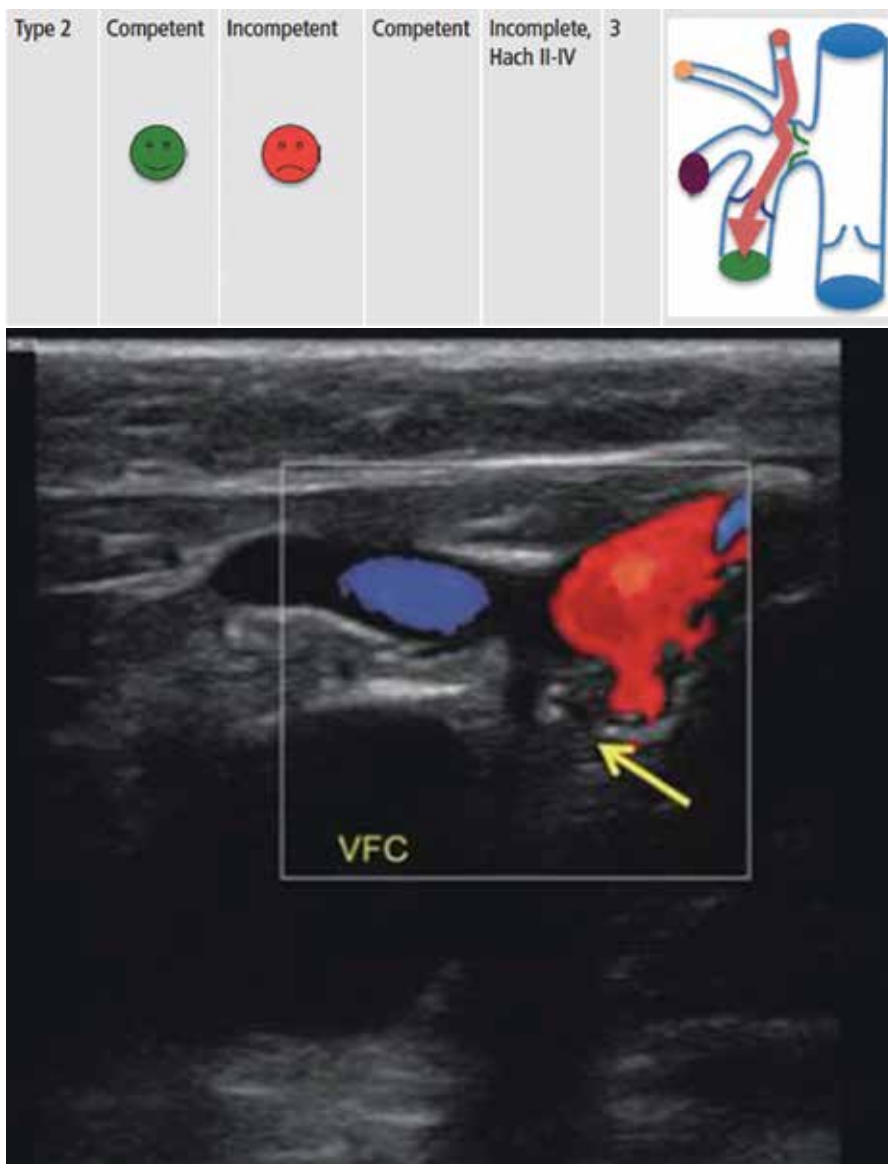 Type 2
Competent
Incompetent
Competent
Incomplete,
Hach II-IV
3
VFC